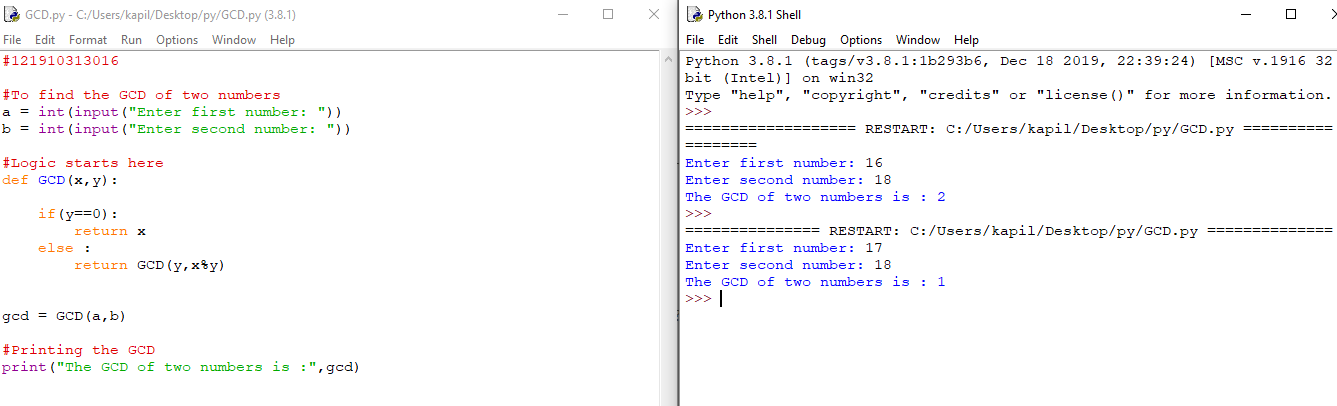 GCD.py - C:/Users/kapil/Desktop/py/GCD.py (3.8.1)
File Edit Format Run Options Window Help
#121910313016
#To find the GCD of two numbers
a = int(input("Enter first number: "))
b = int(input("Enter second number: "))
#Logic starts here
def GCD(x,y):
if(y==0):
return x
else :
return GCD(y,x%y)
gcd = GCD(a,b)
#Printing the GCD
print("The GCD of two numbers is :",gcd)
Python 3.8.1 Shell
File Edit Shell Debug Options Window Help
Python 3.8.1 (tags/v3.8.1:1b293b6, Dec 18 2019, 22:39:24) [MSC v.1916 32
bit (Intel)] on win32
Type "help", "copyright", "credits" or "license()" for more information.
>>>
=================== RESTART: C:/Users/kapil/Desktop/py/GCD.py ==========
========
Enter first number: 16
Enter second number: 18
The GCD of two numbers is : 2
>>>
=============== RESTART: C:/Users/kapil/Desktop/py/GCD.py ==============
Enter first number: 17
Enter second number: 18
The GCD of two numbers is : 1
>>>